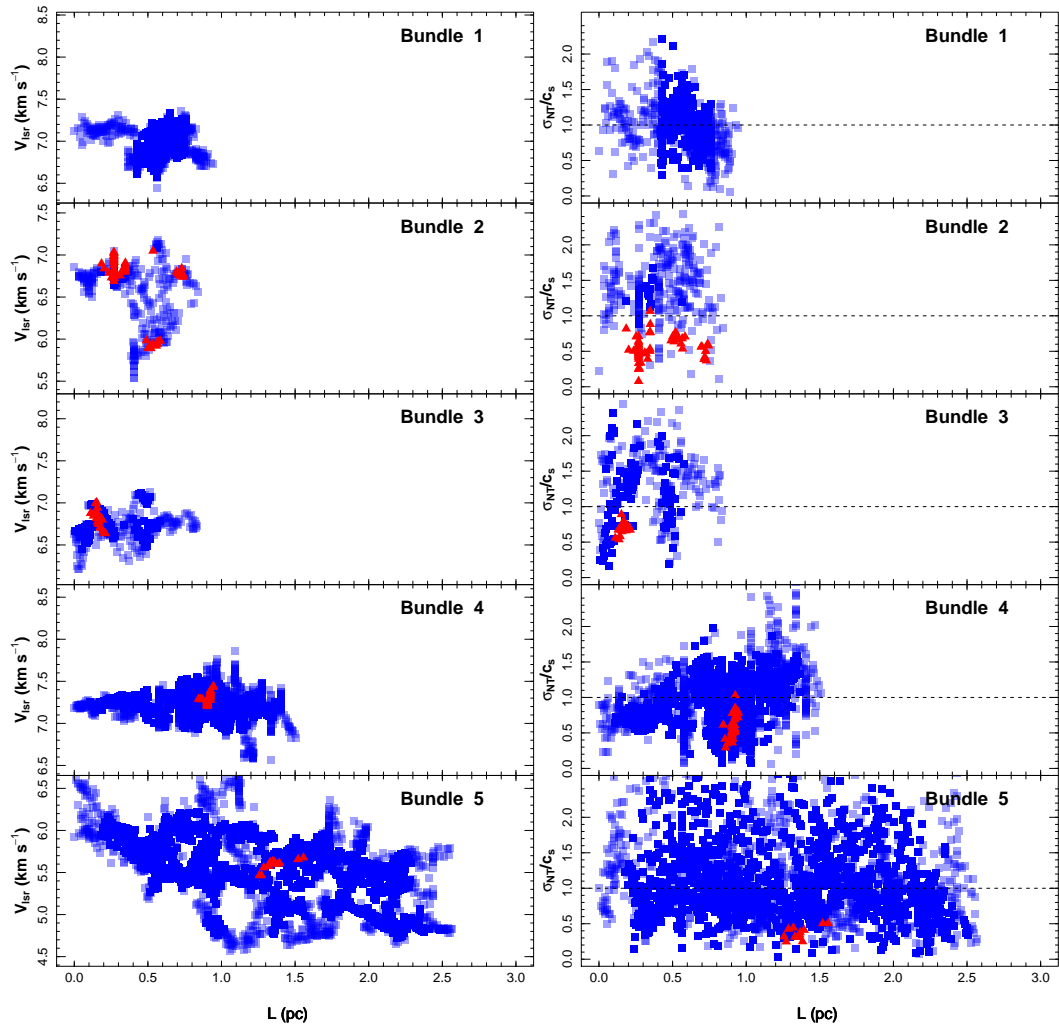 Bundle 1
V_lsr (km s⁻¹)
6.5 7.0 7.5 8.0 8.5
Bundle 1
σ_NT/c_s
0.0 0.5 1.0 1.5 2.0
Bundle 2
V_lsr (km s⁻¹)
5.5 6.0 6.5 7.0 7.5
Bundle 2
σ_NT/c_s
0.0 0.5 1.0 1.5 2.0
Bundle 3
V_lsr (km s⁻¹)
6.5 7.0 7.5 8.0
Bundle 3
σ_NT/c_s
0.0 0.5 1.0 1.5 2.0
Bundle 4
V_lsr (km s⁻¹)
6.5 7.0 7.5 8.0 8.5
Bundle 4
σ_NT/c_s
0.0 0.5 1.0 1.5 2.0
Bundle 5
V_lsr (km s⁻¹)
4.5 5.0 5.5 6.0 6.5
Bundle 5
σ_NT/c_s
0.0 0.5 1.0 1.5 2.0
0.0 0.5 1.0 1.5 2.0 2.5 3.0
L (pc)
0.0 0.5 1.0 1.5 2.0 2.5 3.0
L (pc)